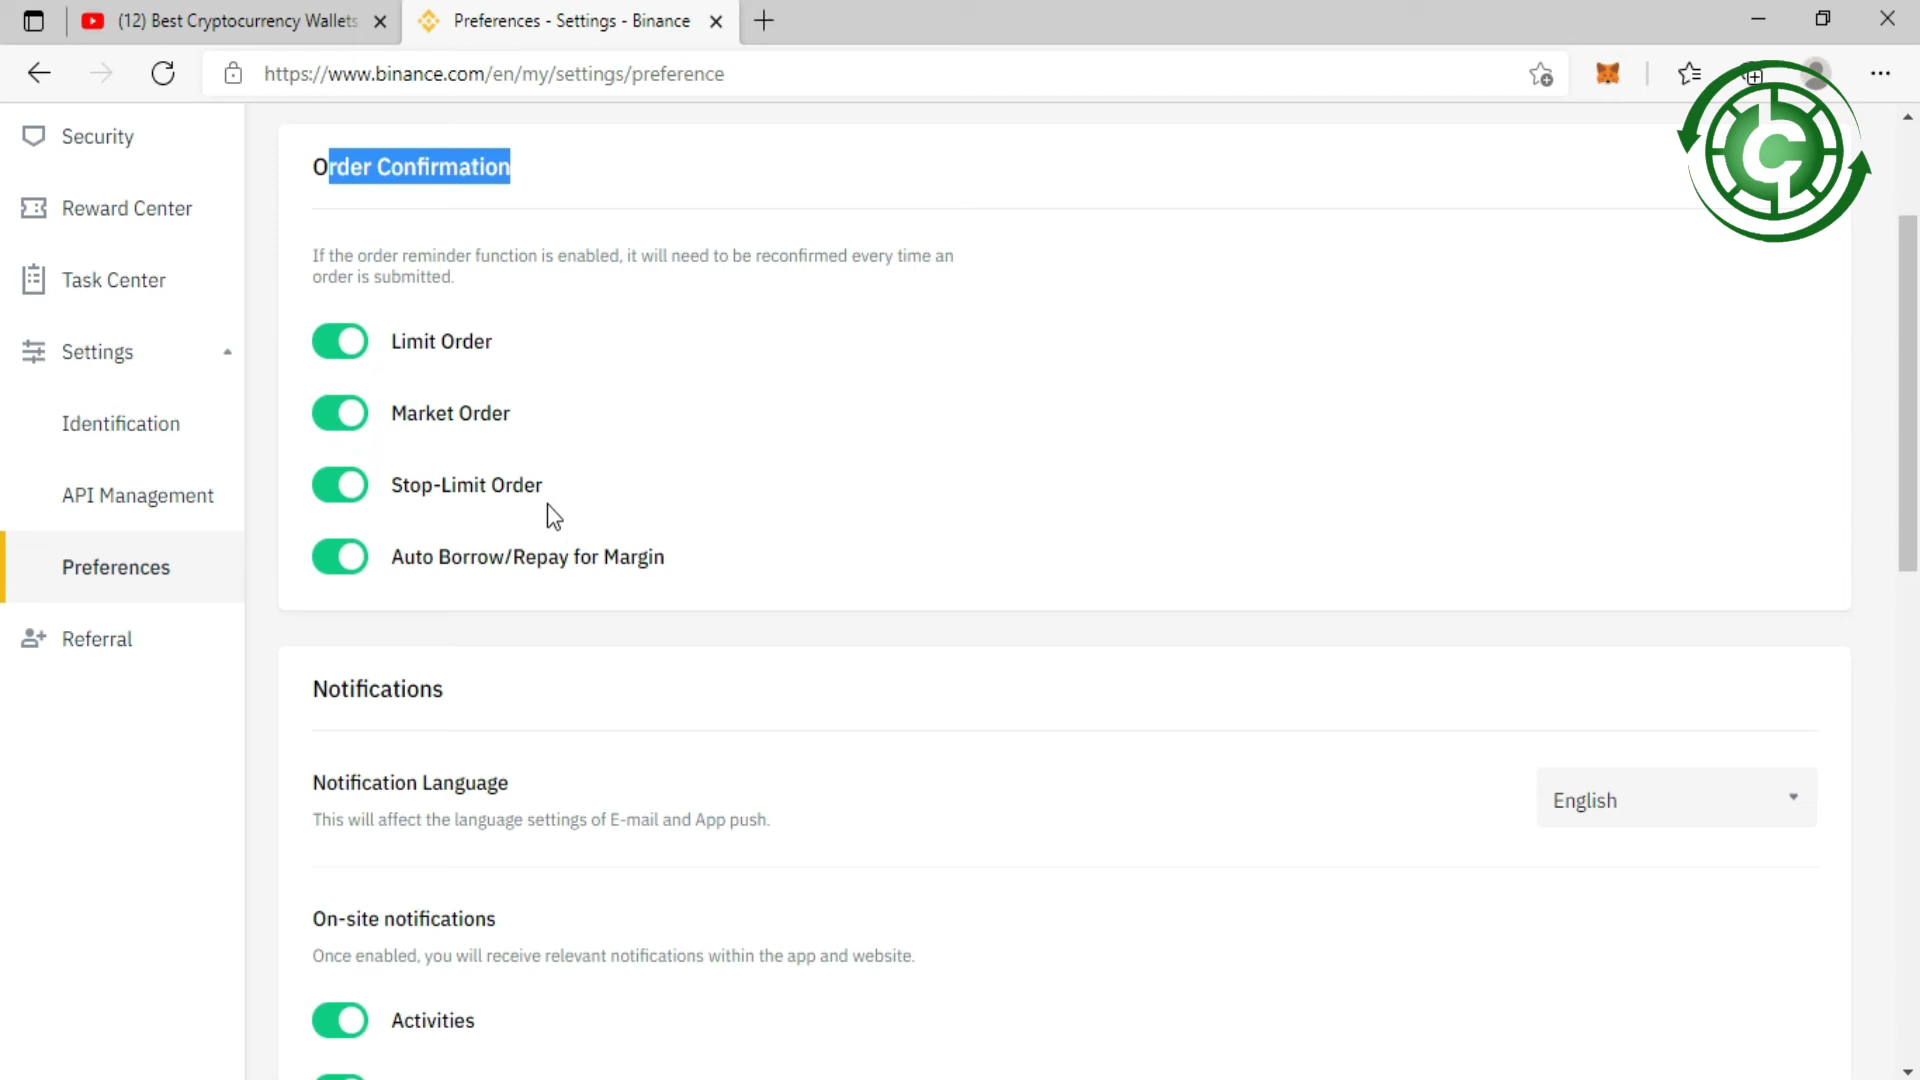 (12) Best Cryptocurrency Wallets
Preferences - Settings - Binance
https://www.binance.com/en/my/settings/preference
Security
Reward Center
Task Center
Settings
Identification
API Management
Preferences
Referral
Order Confirmation
If the order reminder function is enabled, it will need to be reconfirmed every time an
order is submitted.
Limit Order
Market Order
Stop-Limit Order
Auto Borrow/Repay for Margin
Notifications
Notification Language
This will affect the language settings of E-mail and App push.
English
On-site notifications
Once enabled, you will receive relevant notifications within the app and website.
Activities